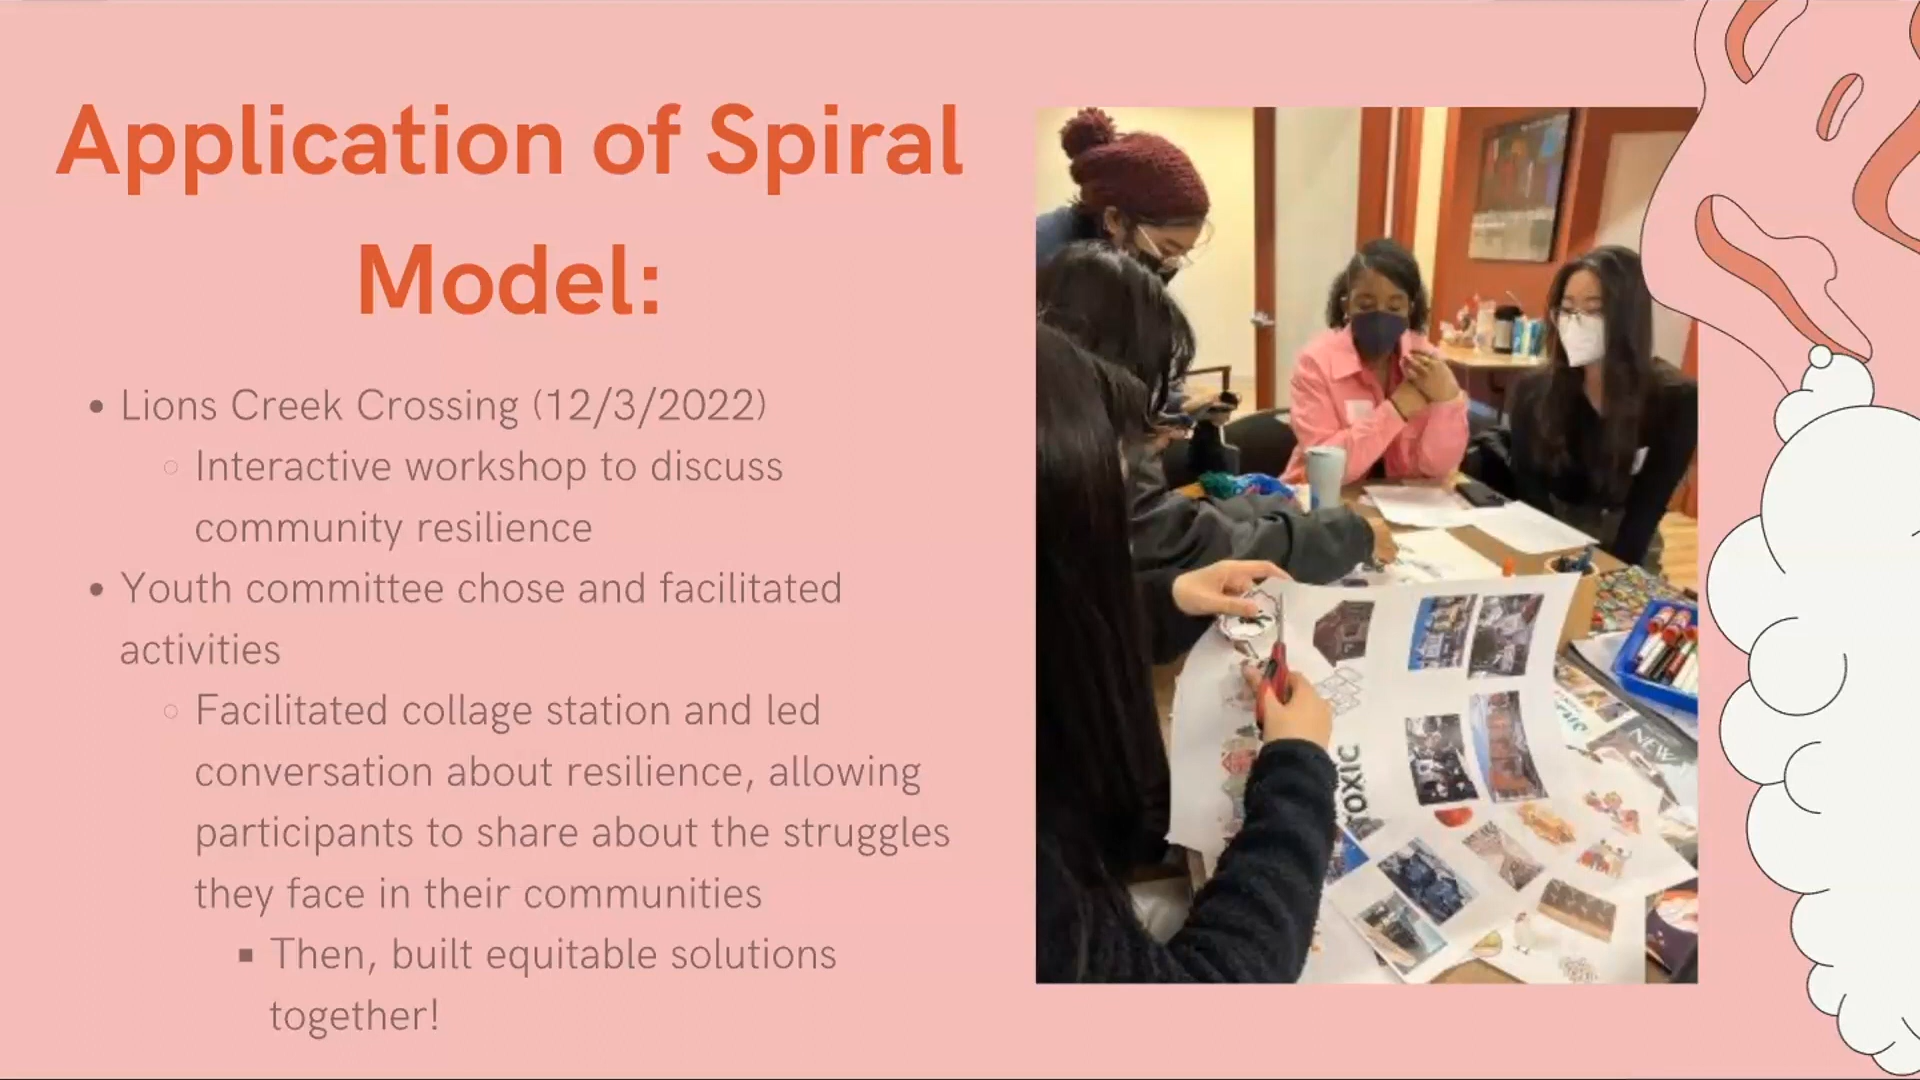 Application of Spiral
Model:
• Lions Creek Crossing (12/3/2022)
○ Interactive workshop to discuss
community resilience
• Youth committee chose and facilitated
activities
○ Facilitated collage station and led
conversation about resilience, allowing
participants to share about the struggles
they face in their communities
▪ Then, built equitable solutions
together!
TOXIC
NEW